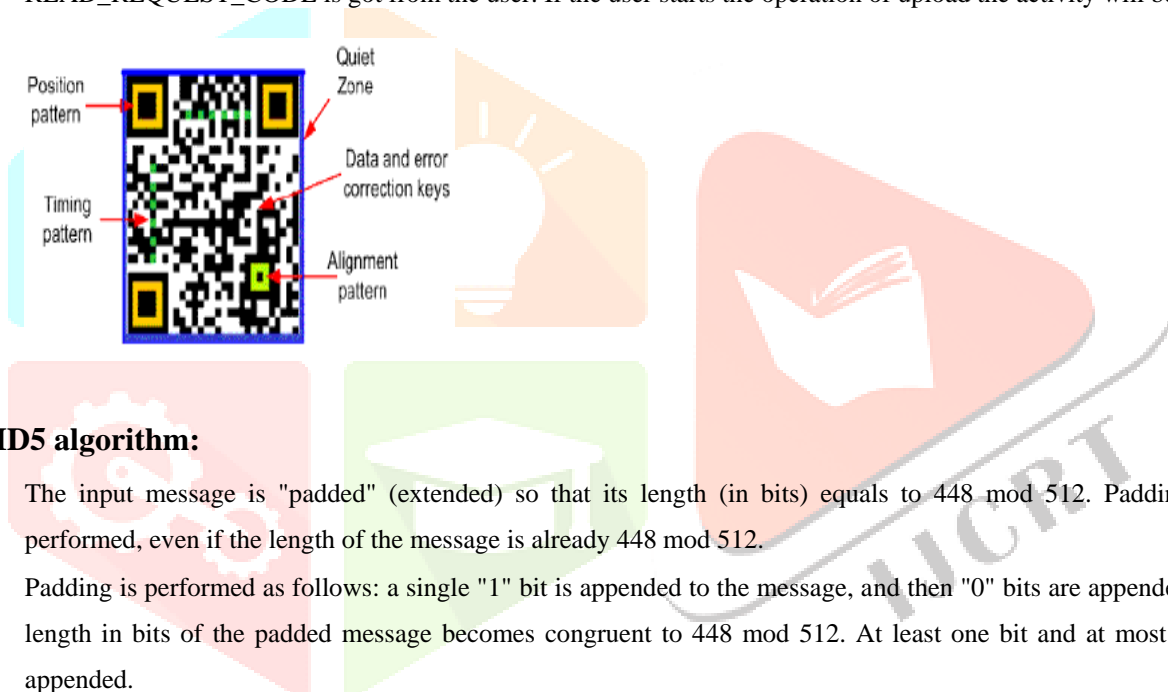 READ_REQUEST_CODE is got from the user. If the user starts the operation of upload the activity will b
Quiet
Zone
Position
pattern
Data and error
correction keys
Timing
pattern
Alignment
pattern
D5 algorithm:
The input message is "padded" (extended) so that its length (in bits) equals to 448 mod 512. Paddin
performed, even if the length of the message is already 448 mod 512.
Padding is performed as follows: a single "1" bit is appended to the message, and then "0" bits are appende
length in bits of the padded message becomes congruent to 448 mod 512. At least one bit and at most
appended.
IJCRT